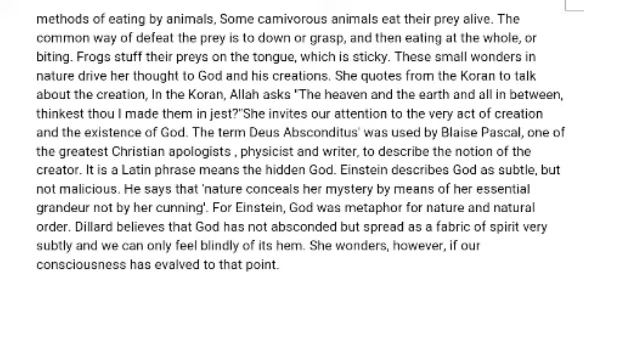 methods of eating by animals, Some camivorous animals eat their prey alive. The
common way of defeat the prey is to down or grasp, and then eating at the whole, or
biting. Frogs stuff their preys on the tongue, which is sticky. These small wonders in
nature drive her thought to God and his creations. She quotes from the Koran to talk
about the creation, In the Koran, Allah asks "The heaven and the earth and all in between,
thinkest thou I made them in jest?"She invites our attention to the very act of creation
and the existence of God. The term Deus Absconditus' was used by Blaise Pascal, one of
the greatest Christian apologists , physicist and writer, to describe the notion of the
creator. It is a Latin phrase means the hidden God. Einstein describes God as subtle, but
not malicious. He says that 'nature conceals her mystery by means of her essential
grandeur not by her cunning'. For Einstein, God was metaphor for nature and natural
order. Dillard believes that God has not absconded but spread as a fabric of spirit very
subtly and we can only feel blindly of its hem. She wonders, however, if our
consciousness has evalved to that point.